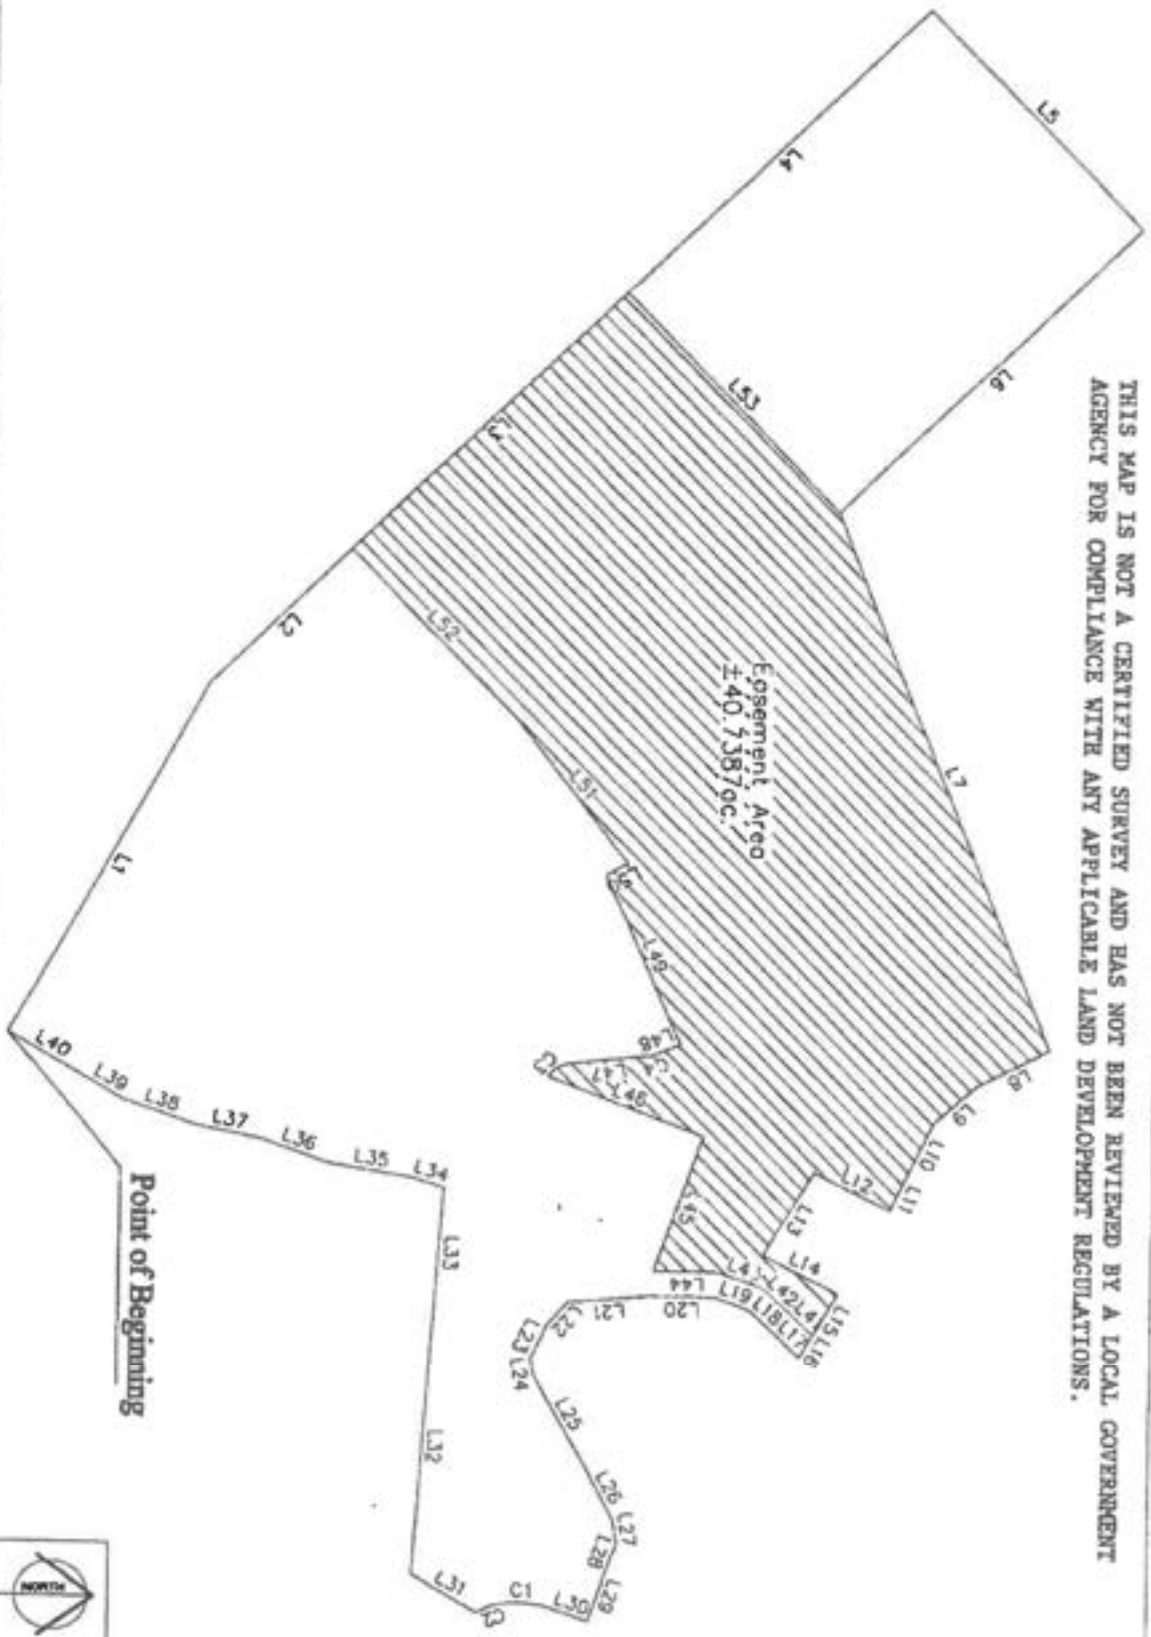 THIS MAP IS NOT A CERTIFIED SURVEY AND HAS NOT BEEN REVIEWED BY A LOCAL GOVERNMENT
AGENCY FOR COMPLIANCE WITH ANY APPLICABLE LAND DEVELOPMENT REGULATIONS.
L5
L4
L6
L53
L3
L7
L52
L2
Easement Area
±40.7387ac.
L51
L1
L8
L9
L10
L11
L12
L13
L14
L15
L16
L17
L18
L19
L42
L44
L20
L21
L22
L23
L24
L25
L26
L27
L28
L29
L30
C1
L31
L32
L33
L34
L35
L36
L37
L38
L39
L40
L45
L46
L48
L49
Point of Beginning
NORTH